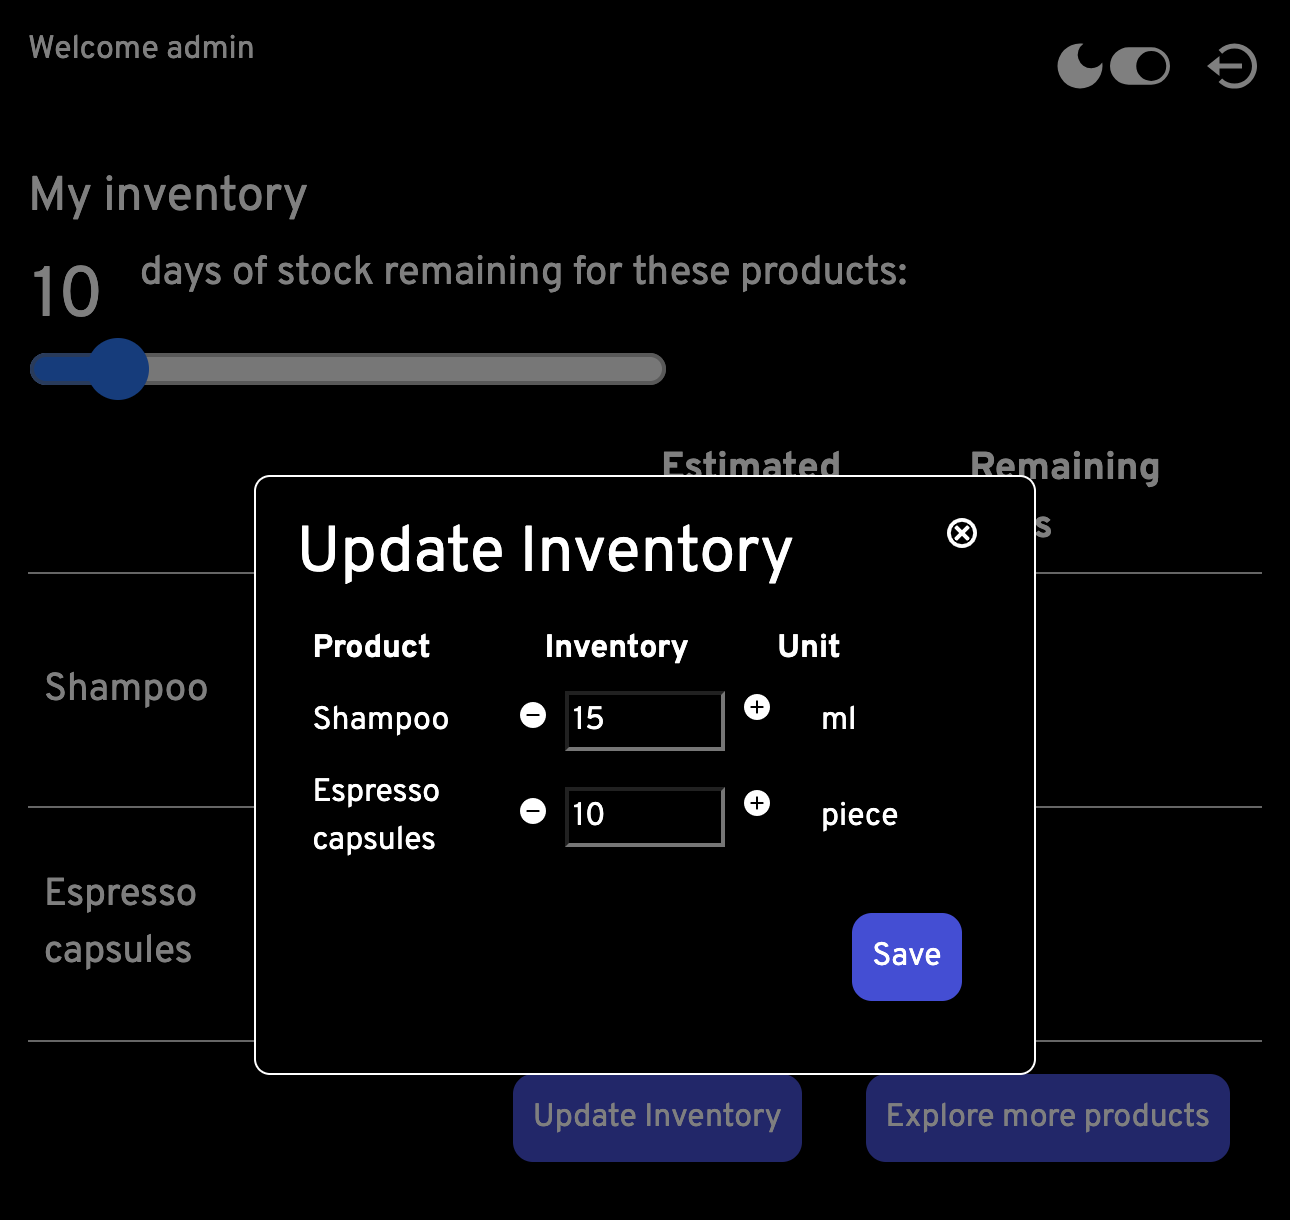 Welcome admin
My inventory
10 days of stock remaining for these products:
Estimated Remaining
Update Inventory
Product Inventory Unit
Shampoo
Shampoo 15 ml
Espresso
capsules
10 piece
Espresso
capsules
Save
Update Inventory Explore more products